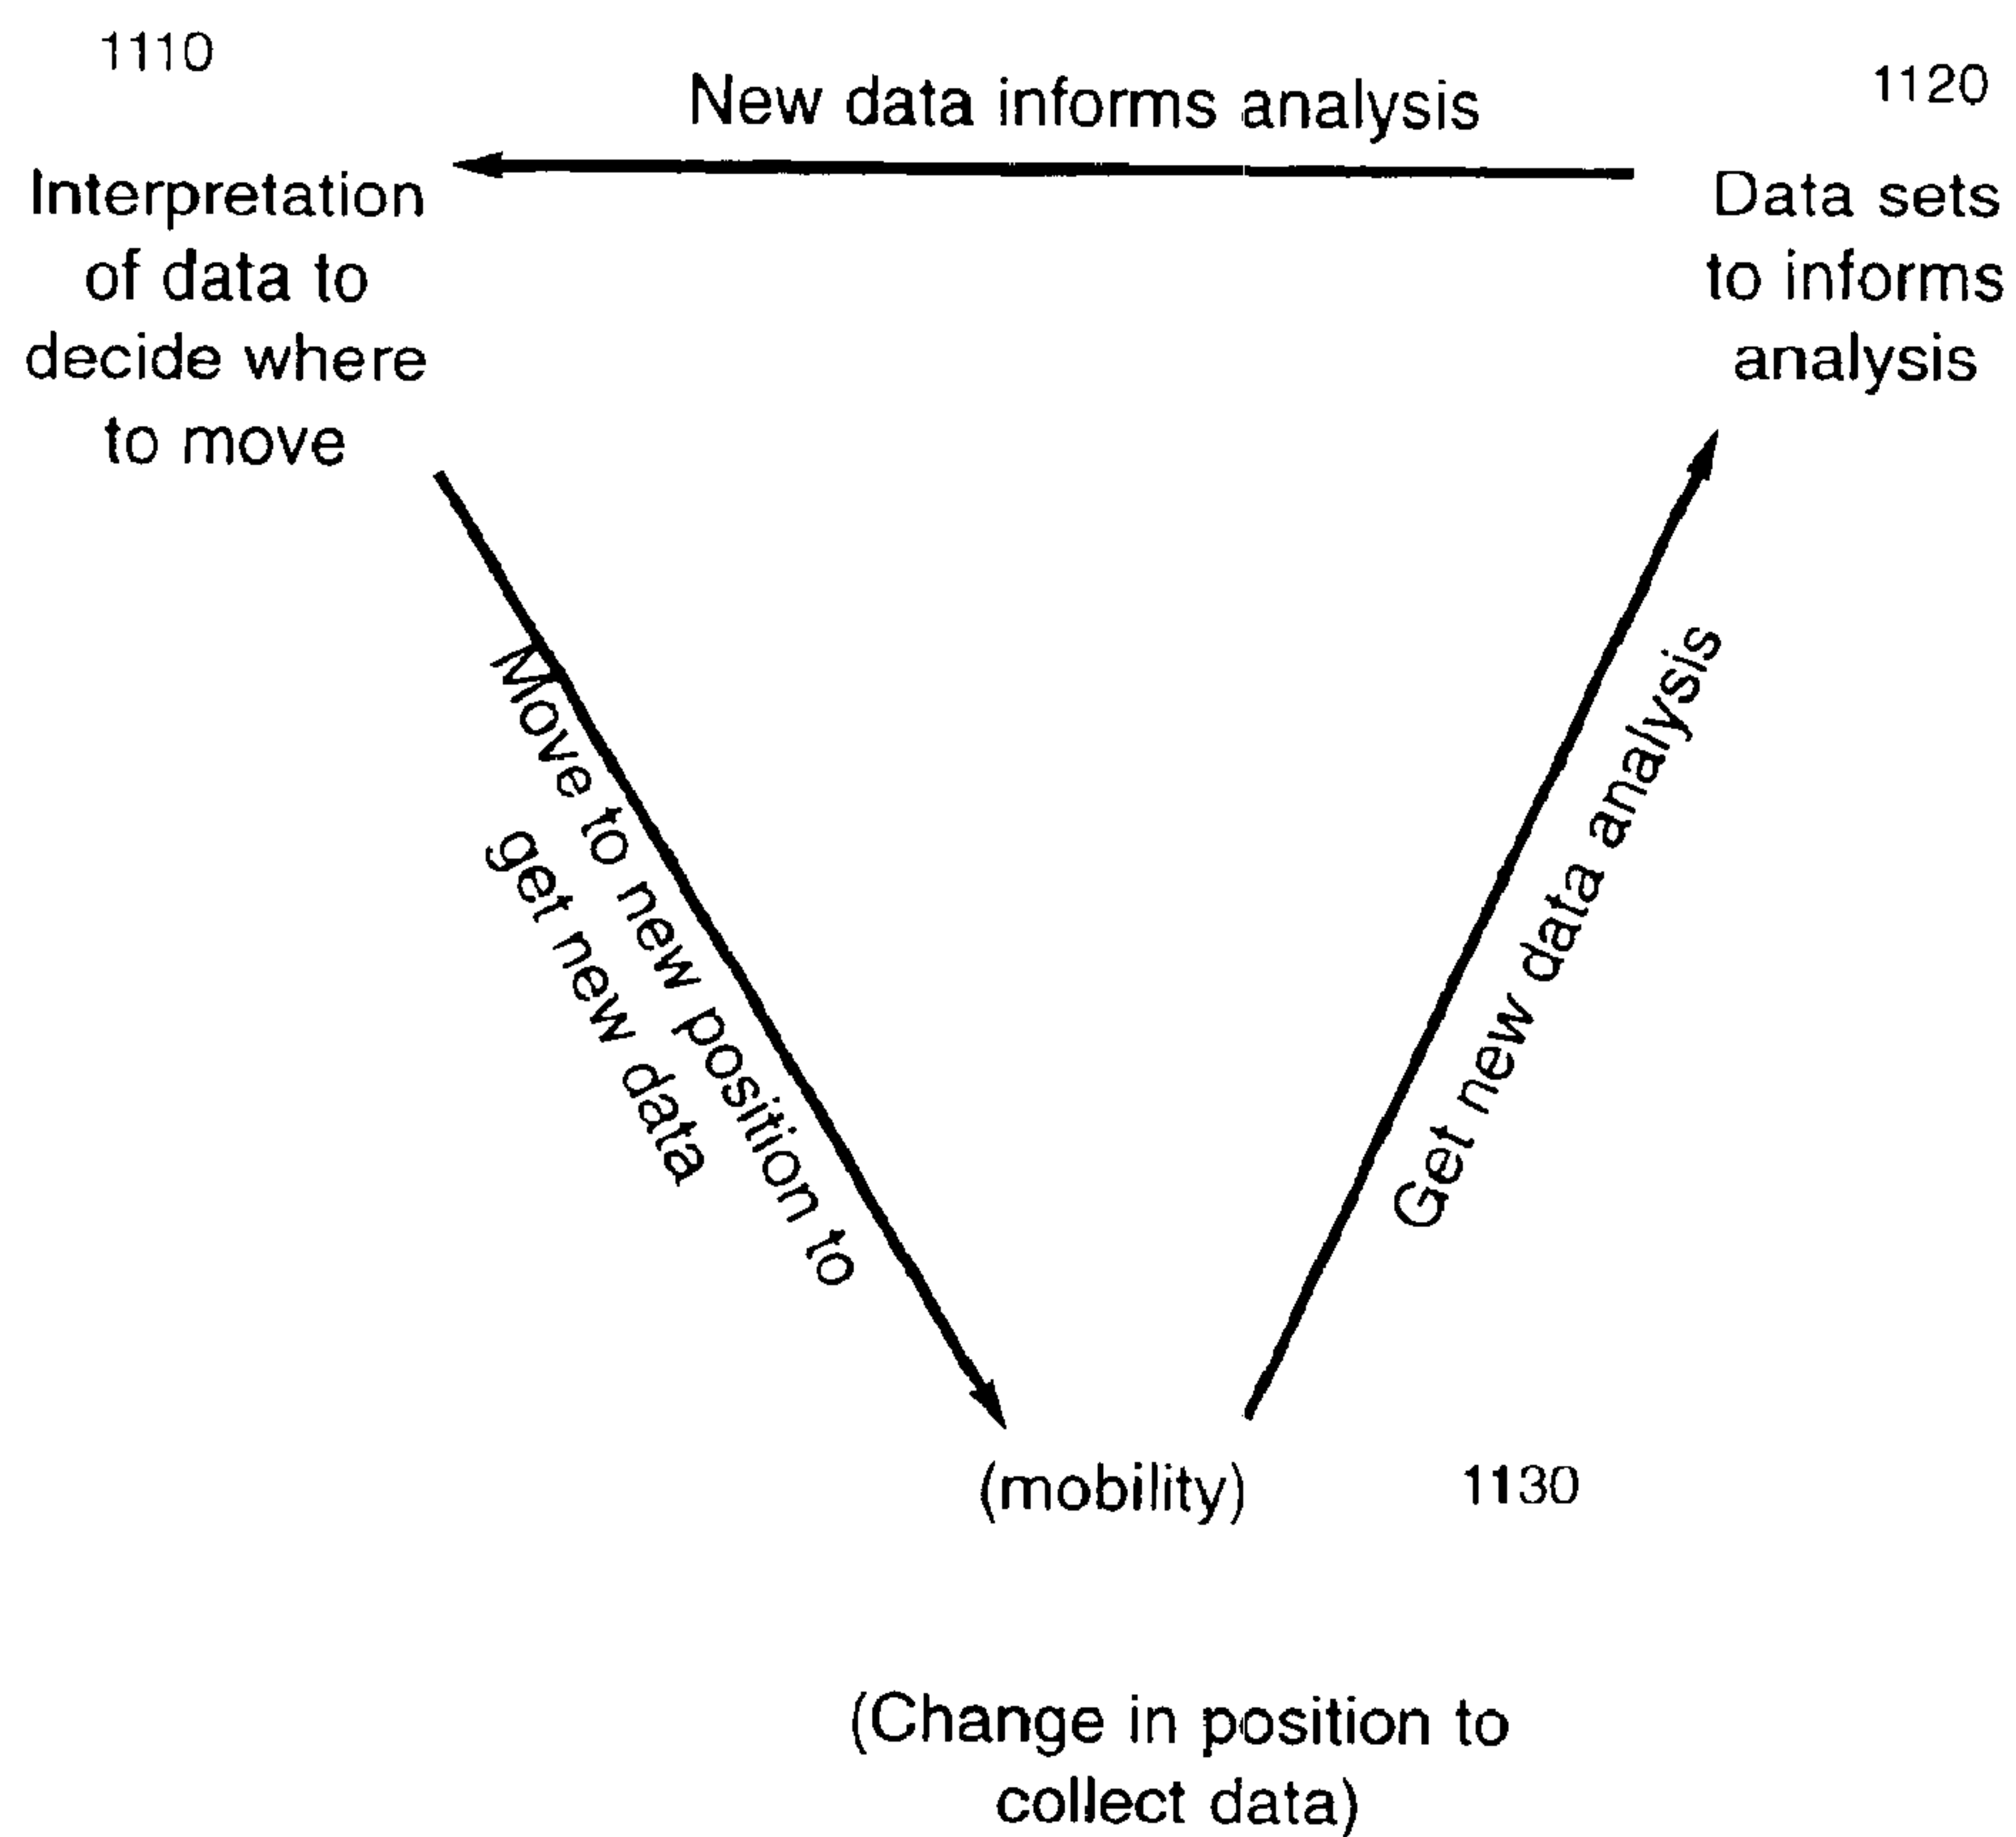 1110
New data informs analysis
1120
Interpretation
of data to
decide where
to move
Data sets
to informs
analysis
Move to new position to
get new data
Get new data analysis
(mobility)
1130
(Change in position to
collect data)